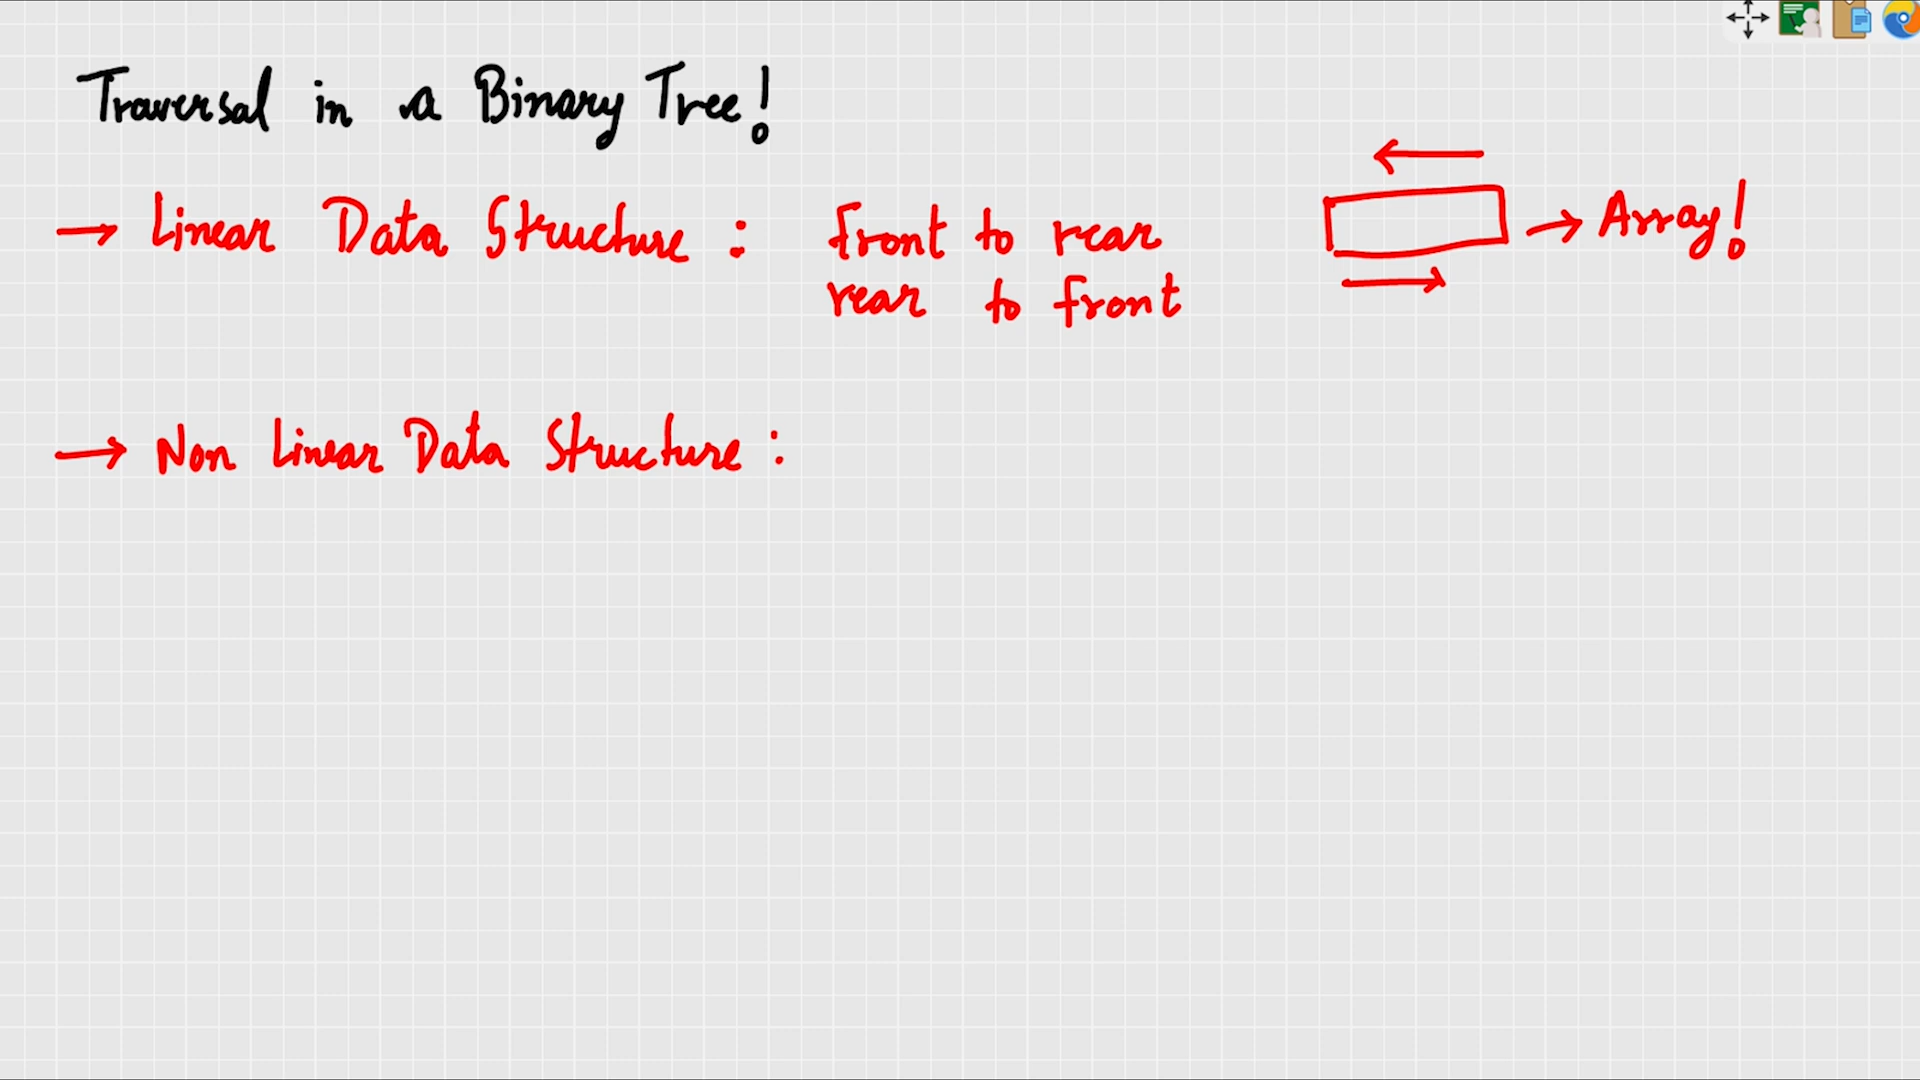 Traversal in a Binary Tree!
→ Linear Data Structure : front to rear
rear to front
→ Array!
→ Non Linear Data Structure :